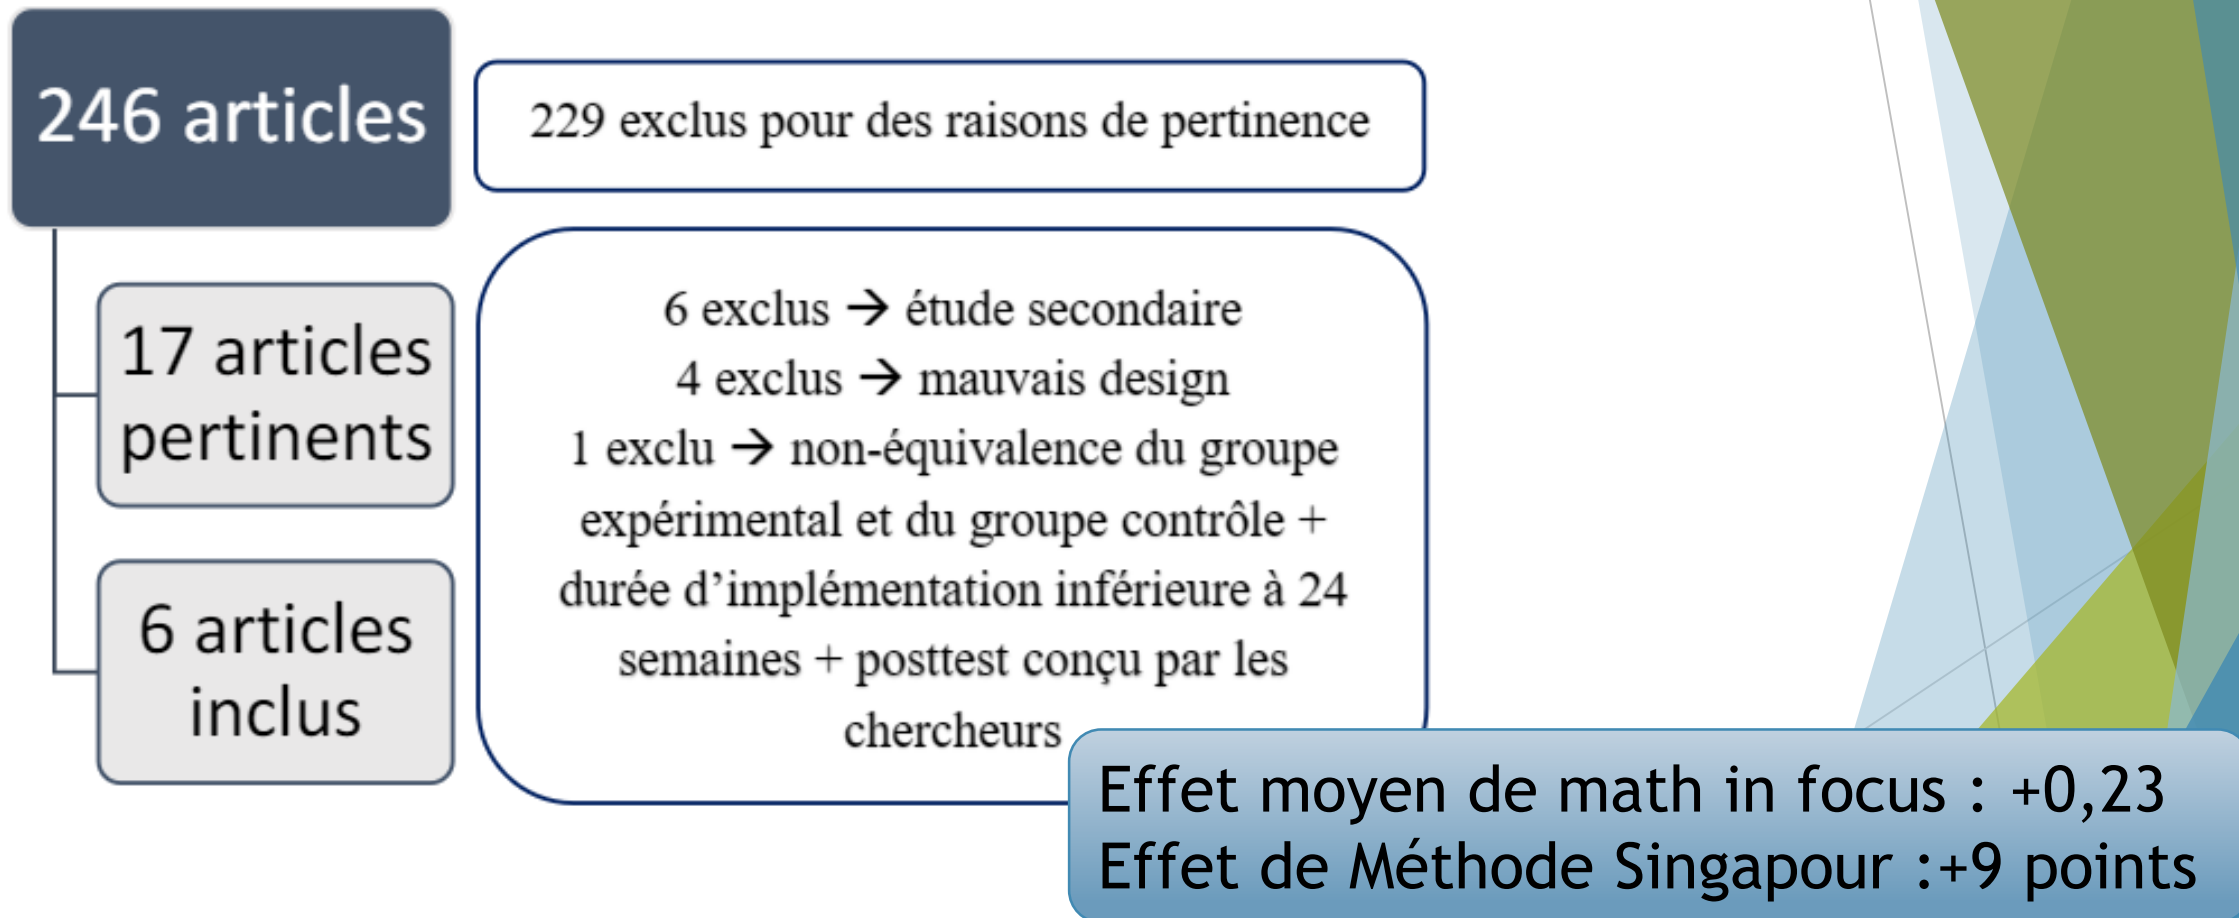 246 articles
229 exclus pour des raisons de pertinence
17 articles
pertinents
6 exclus → étude secondaire
4 exclus → mauvais design
1 exclu → non-équivalence du groupe
expérimental et du groupe contrôle +
durée d’implémentation inférieure à 24
semaines + posttest conçu par les
chercheurs
6 articles
inclus
Effet moyen de math in focus : +0,23
Effet de Méthode Singapour :+9 points